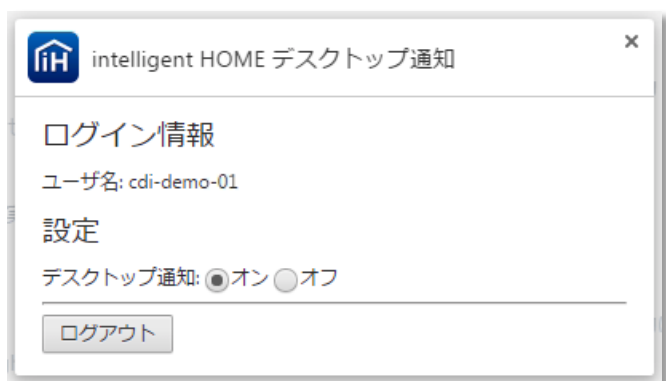 iH intelligent HOME デスクトップ通知 ×
ログイン情報
ユーザ名: cdi-demo-01
設定
デスクトップ通知: オン オフ
ログアウト